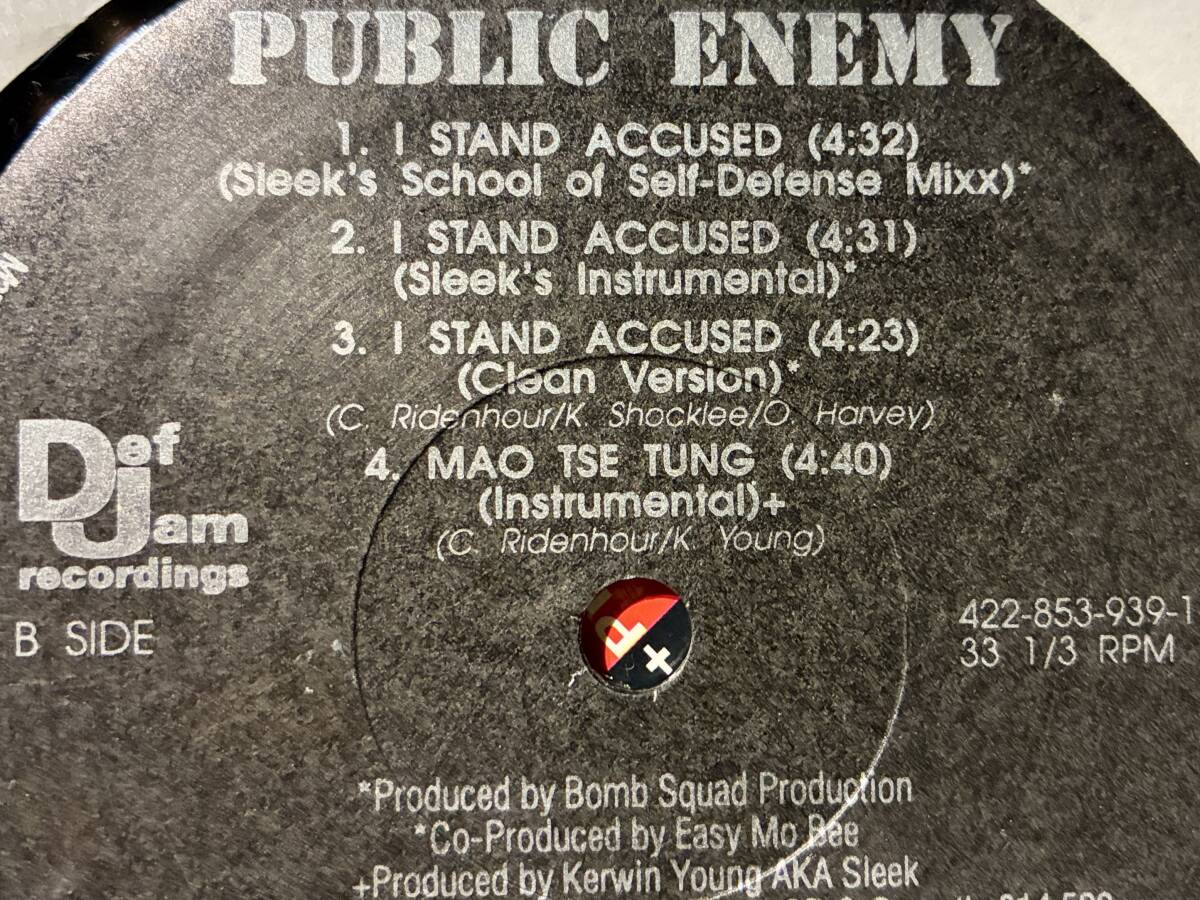 PUBLIC ENEMY
1. I STAND ACCUSED (4:32)
(Sleek's School of Self-Defense Mixx)*
2. I STAND ACCUSED (4:31)
(Sleek's Instrumental)*
3. I STAND ACCUSED (4:23)
(Clean Version)*
(C. Ridenhour/K. Shocklee/O. Harvey)
4. MAO TSE TUNG (4:40)
(Instrumental)+
(C. Ridenhour/K. Young)
Def
Jam
recordings
B SIDE
422-853-939-1
33 1/3 RPM
*Produced by Bomb Squad Production
*Co-Produced by Easy Mo Bee
+Produced by Kerwin Young AKA Sleek